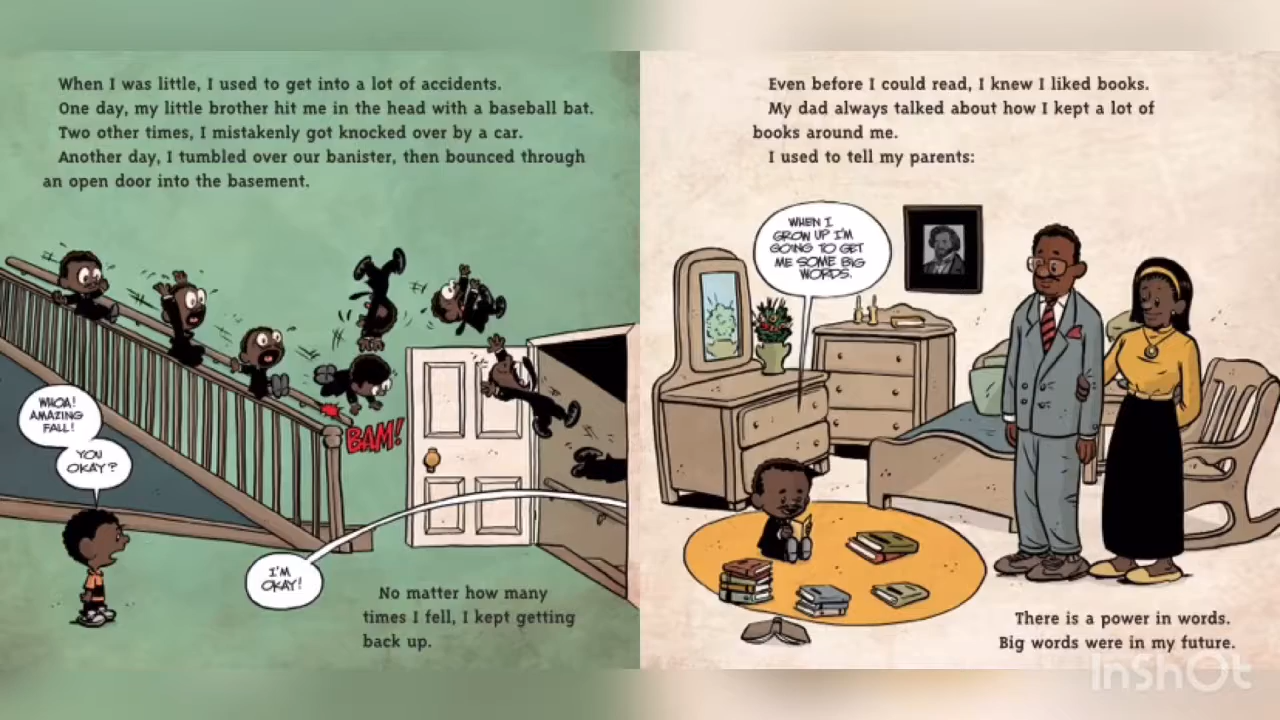 When I was little, I used to get into a lot of accidents.
One day, my little brother hit me in the head with a baseball bat.
Two other times, I mistakenly got knocked over by a car.
Another day, I tumbled over our banister, then bounced through
an open door into the basement.
WHOA!
AMAZING
FALL!
YOU
OKAY?
BAM!
I'M
OKAY!
No matter how many
times I fell, I kept getting
back up.
Even before I could read, I knew I liked books.
My dad always talked about how I kept a lot of
books around me.
I used to tell my parents:
WHEN I
GROW UP I'M
GOING TO GET
ME SOME BIG
WORDS.
There is a power in words.
Big words were in my future.
InShOt